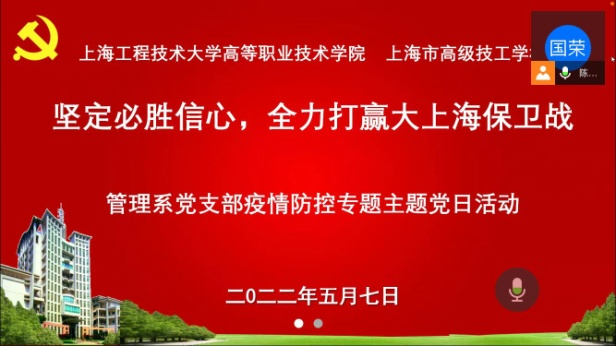 上海工程技术大学高等职业技术学院 上海市高级技工学
国荣
陈...
坚定必胜信心，全力打赢大上海保卫战
管理系党支部疫情防控专题主题党日活动
二0二二年五月七日